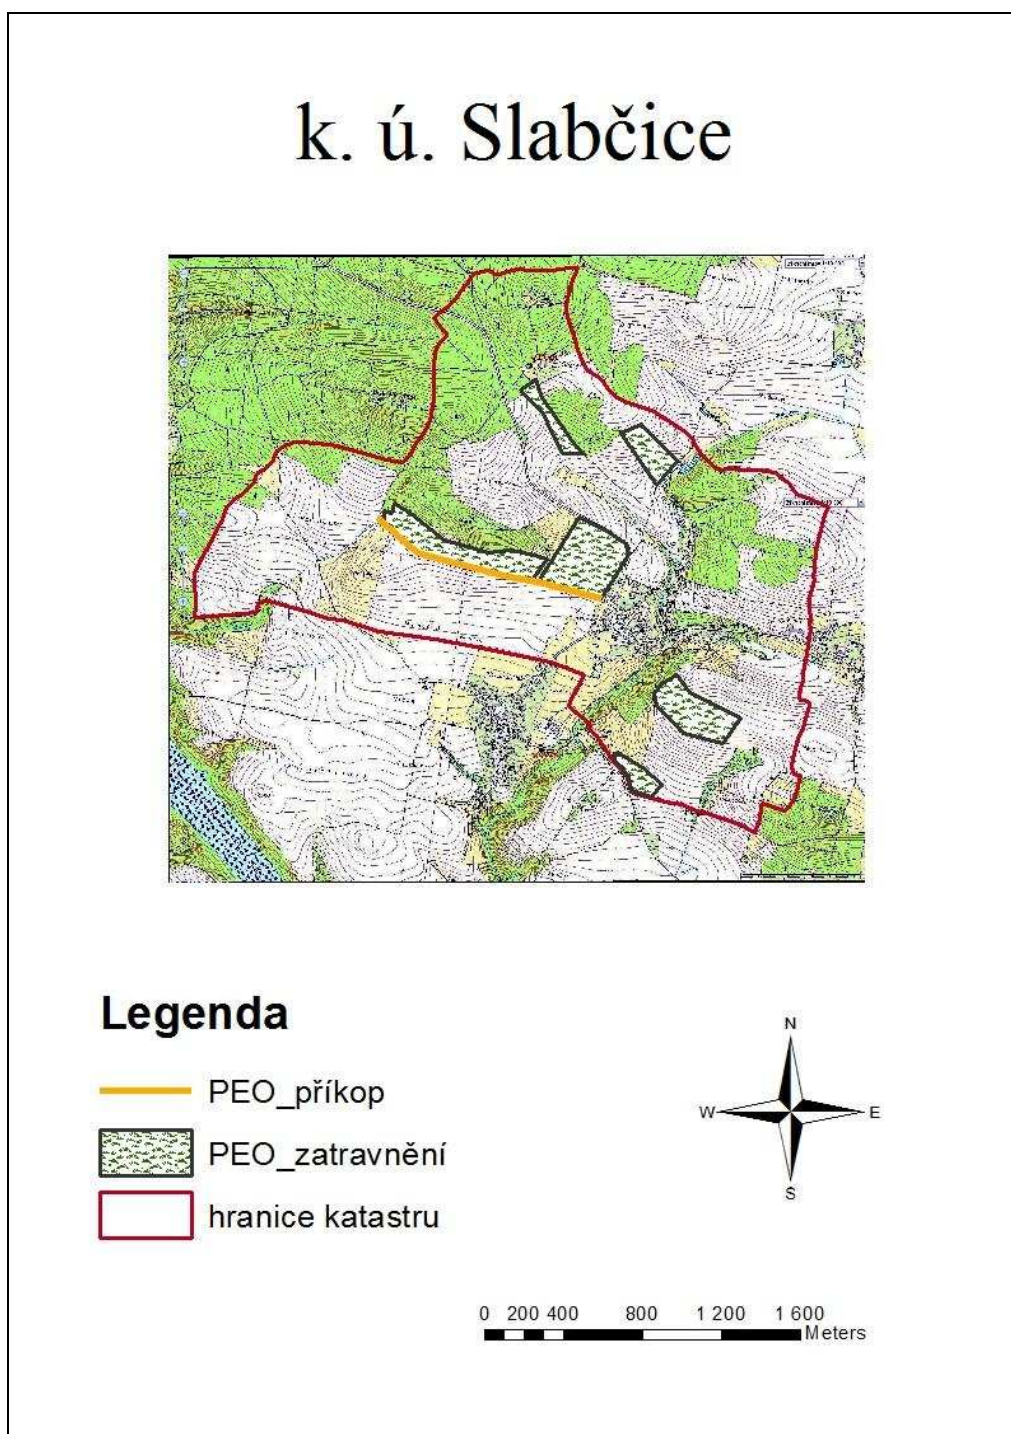 k. ú. Slabčice
Legenda
PEO_příkop
PEO_zatravnění
hranice katastru
N
W
E
S
0 200 400 800 1 200 1 600
Meters